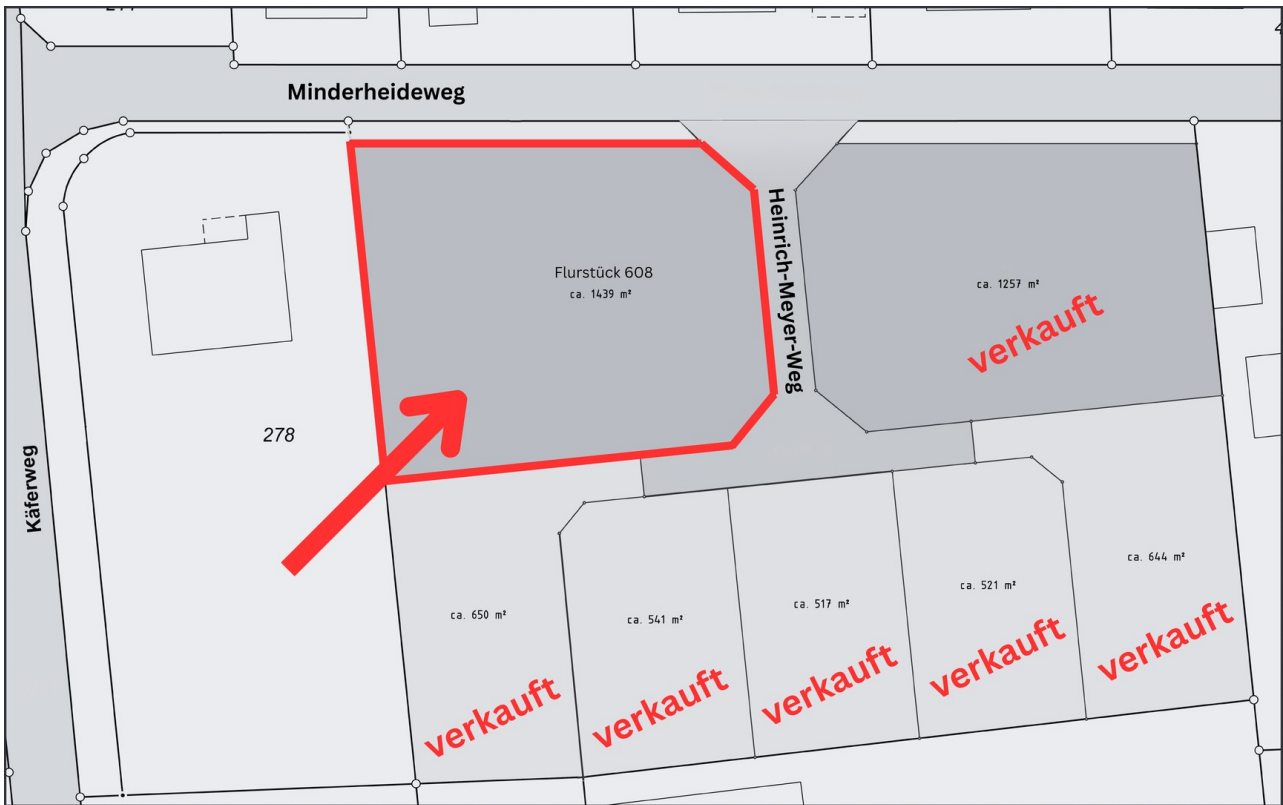 Minderheideweg
Heinrich-Meyer-Weg
Flurstück 608
ca. 1439 m²
ca. 1257 m²
verkauft
278
Käferweg
ca. 650 m²
verkauft
ca. 541 m²
verkauft
ca. 517 m²
verkauft
ca. 521 m²
verkauft
ca. 644 m²
verkauft